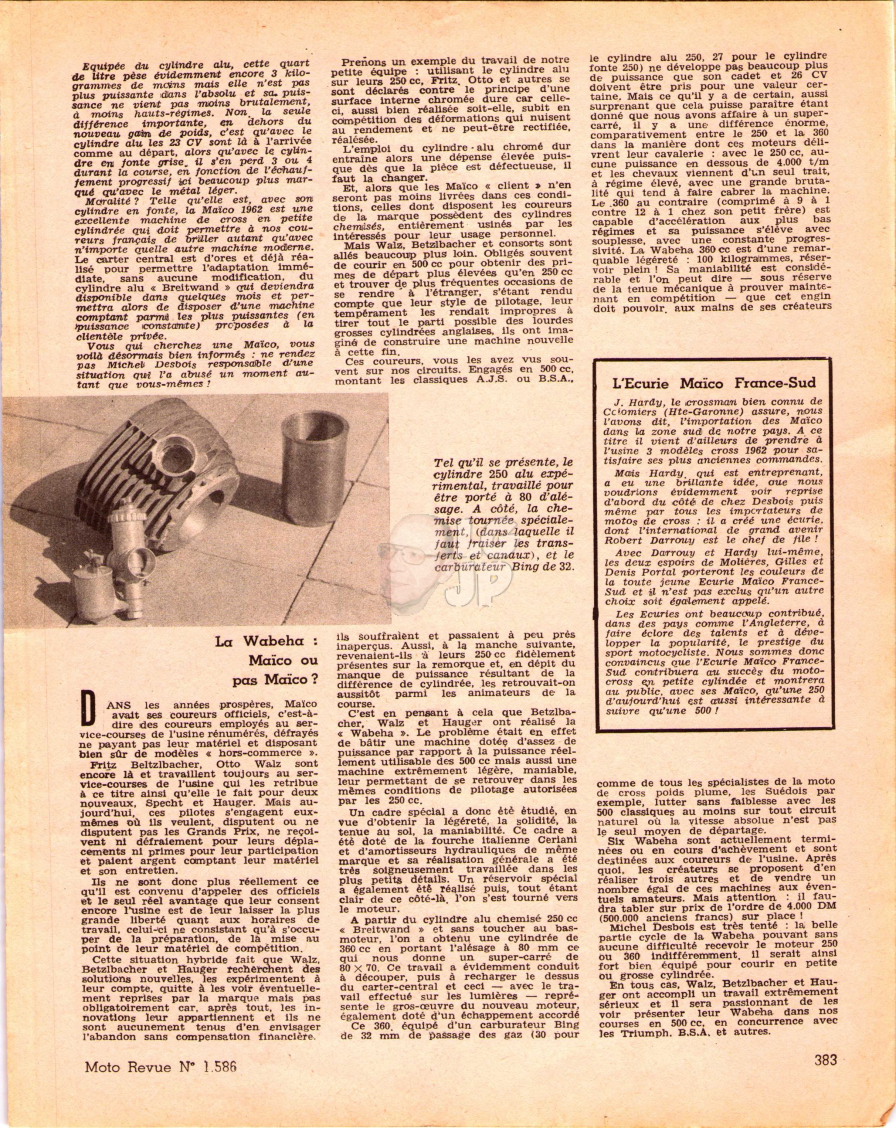 Equipée du cylindre alu, cette quart
de litre pèse évidemment encore 3 kilo-
grammes de moins mais elle n'est pas
plus puissante dans l'absolu et sa puis-
sance ne vient pas moins brutalement,
à moins hauts-régimes. Non, la seule
différence importante, en dehors du
nouveau gain de poids, c'est qu'avec le
cylindre alu les 23 CV sont là à l'arrivée
comme au départ, alors qu'avec le cylin-
dre en fonte grise, il s'en perd 3 ou 4
durant la course, en fonction de l'échauf-
fement progressif ici beaucoup plus mar-
qué qu'avec le métal léger.
Moralité ? Telle qu'elle est, avec son
cylindre en fonte, la Maïco 1962 est une
excellente machine de cross en petite
cylindrée qui doit permettre à nos cou-
reurs français de briller autant qu'avec
n'importe quelle autre machine moderne.
Le carter central est d'ores et déjà réa-
lisé pour permettre l'adaptation immé-
diate, sans aucune modification, du
cylindre alu « Breitwand » qui deviendra
disponible dans quelques mois et per-
mettra alors de disposer d'une machine
comptant parmi les plus puissantes (en
puissance constante) proposées à la
clientèle privée.
Vous qui cherchez une Maïco, vous
voilà désormais bien informés : ne rendez
pas Michel Desbois responsable d'une
situation qui l'a abusé un moment au-
tant que vous-mêmes !
Prenons un exemple du travail de notre
petite équipe : utilisant le cylindre alu
sur leurs 250 cc, Fritz, Otto et autres se
sont déclarés contre le principe d'une
surface interne chromée dure car celle-
ci, aussi bien réalisée soit-elle, subit en
compétition des déformations qui nuisent
au rendement et ne peut-être rectifiée,
réalésée.
L'emploi du cylindre alu chromé dur
entraîne alors une dépense élevée puis-
que dès que la pièce est défectueuse, il
faut la changer.
Et, alors que les Maïco « client » n'en
seront pas moins livrées dans ces condi-
tions, celles dont disposent les coureurs
de la marque possèdent des cylindres
chemisés, entièrement usinés par les
intéressés pour leur usage personnel.
Mais Walz, Betzlbacher et consorts sont
allés beaucoup plus loin. Obligés souvent
de courir en 500 cc pour obtenir des pri-
mes de départ plus élevées qu'en 250 cc
et trouver de plus fréquentes occasions de
se rendre à l'étranger, s'étant rendu
compte que leur style de pilotage, leur
tempérament les rendait impropres à
tirer tout le parti possible des lourdes
grosses cylindrées anglaises, ils ont ima-
giné de construire une machine nouvelle
à cette fin.
Ces coureurs, vous les avez vus sou-
vent sur nos circuits. Engagés en 500 cc,
montant les classiques A.J.S. ou B.S.A.,
le cylindre alu 250, 27 pour le cylindre
fonte 250) ne développe pas beaucoup plus
de puissance que son cadet et 26 CV
doivent être pris pour une valeur cer-
taine. Mais ce qu'il y a de certain, aussi
surprenant que cela puisse paraître étant
donné que nous avons affaire à un super-
carré, il y a une différence énorme,
comparativement entre le 250 et la 360
dans la manière dont ces moteurs déli-
vrent leur cavalerie : avec le 250 cc, au-
cune puissance en dessous de 4.000 t/m
et les chevaux viennent d'un seul trait,
à régime élevé, avec une grande bruta-
lité qui tend à faire cabrer la machine.
Le 360 au contraire (comprimé à 9 à 1
contre 12 à 1 chez son petit frère) est
capable d'accélération aux plus bas
régimes et sa puissance s'élève avec
souplesse, avec une constante progres-
sivité. La Wabeha 360 cc est d'une remar-
quable légéreté : 100 kilogrammes, réser-
voir plein ! Sa maniabilité est considé-
rable et l'on peut dire — sous réserve
de la tenue mécanique à prouver mainte-
nant en compétition — que cet engin
doit pouvoir, aux mains de ses créateurs
L'Ecurie Maïco France-Sud
J. Hardy, le crossman bien connu de
Colomiers (Hte-Garonne) assure, nous
l'avons dit, l'importation des Maïco
dans la zone sud de notre pays. A ce
titre il vient d'ailleurs de prendre à
l'usine 3 modèles cross 1962 pour sa-
tisfaire ses plus anciennes commandes.
Mais Hardy, qui est entreprenant,
a eu une brillante idée, que nous
voudrions évidemment voir reprise
d'abord du côté de chez Desbois puis
même par tous les importateurs de
motos de cross : il a créé une écurie,
dont l'international de grand avenir
Robert Darrouy est le chef de file !
Avec Darrouy et Hardy lui-même,
les deux espoirs de Molières, Gilles et
Denis Portal porteront les couleurs de
la toute jeune Ecurie Maïco France-
Sud et il n'est pas exclus qu'un autre
choix soit également appelé.
Les Ecuries ont beaucoup contribué,
dans des pays comme l'Angleterre, à
faire éclore des talents et à déve-
lopper la popularité, le prestige du
sport motocycliste. Nous sommes donc
convaincus que l'Ecurie Maïco France-
Sud contribuera au succès du moto-
cross en petite cylindée et montrera
au public, avec ses Maïco, qu'une 250
d'aujourd'hui est aussi intéressante à
suivre qu'une 500 !
Tel qu'il se présente, le
cylindre 250 alu expé-
rimental, travaillé pour
être porté à 80 d'alé-
sage. A côté, la che-
mise tournée spéciale-
ment, (dans laquelle il
faut fraiser les trans-
ferts et canaux), et le
carburateur Bing de 32.
JP
La Wabeha :
Maïco ou
pas Maïco ?
DANS les années prospères, Maïco
avait ses coureurs officiels, c'est-à-
dire des coureurs employés au ser-
vice-courses de l'usine rénumérés, défrayés
ne payant pas leur matériel et disposant
bien sûr de modèles « hors-commerce ».
Fritz Beltzlbacher, Otto Walz sont
encore là et travaillent toujours au ser-
vice-courses de l'usine qui les retribue
à ce titre ainsi qu'elle le fait pour deux
nouveaux, Specht et Hauger. Mais au-
jourd'hui, ces pilotes s'engagent eux-
mêmes où ils veulent, disputent ou ne
disputent pas les Grands Prix, ne reçoi-
vent ni défraiement pour leurs dépla-
cements ni primes pour leur participation
et paient argent comptant leur matériel
et son entretien.
Ils ne sont donc plus réellement ce
qu'il est convenu d'appeler des officiels
et le seul réel avantage que leur consent
encore l'usine est de leur laisser la plus
grande liberté quant aux horaires de
travail, celui-ci ne consistant qu'à s'occu-
per de la préparation, de la mise au
point de leur matériel de compétition.
Cette situation hybride fait que Walz,
Betzlbacher et Hauger recherchent des
solutions nouvelles, les expérimentent à
leur compte, quitte à les voir éventuelle-
ment reprises par la marque mais pas
obligatoirement car, après tout, les in-
novations leur appartiennent et ils ne
sont aucunement tenus d'en envisager
l'abandon sans compensation financière.
ils souffraient et passaient à peu prés
inaperçus. Aussi, à la manche suivante,
revenaient-ils à leurs 250 cc fidèlement
présentes sur la remorque et, en dépit du
manque de puissance résultant de la
différence de cylindrée, les retrouvait-on
aussitôt parmi les animateurs de la
course.
C'est en pensant à cela que Betzlba-
cher, Walz et Hauger ont réalisé la
« Wabeha ». Le problème était en effet
de bâtir une machine dotée d'assez de
puissance par rapport à la puissance réel-
lement utilisable des 500 cc mais aussi une
machine extrêmement légère, maniable,
leur permettant de se retrouver dans les
mêmes conditions de pilotage autorisées
par les 250 cc.
Un cadre spécial a donc été étudié, en
vue d'obtenir la légéreté, la solidité, la
tenue au sol, la maniabilité. Ce cadre a
été doté de la fourche italienne Ceriani
et d'amortisseurs hydrauliques de même
marque et sa réalisation générale a été
très soigneusement travaillée dans les
plus petits détails. Un réservoir spécial
a également été réalisé puis, tout étant
clair de ce côté-là, l'on s'est tourné vers
le moteur.
A partir du cylindre alu chemisé 250 cc
« Breitwand » et sans toucher au bas-
moteur, l'on a obtenu une cylindrée de
360 cc en portant l'alésage à 80 mm ce
qui nous donne un super-carré de
80 × 70. Ce travail a évidemment conduit
à découper, puis à recharger le dessus
du carter-central et ceci — avec le tra-
vail effectué sur les lumières — repré-
sente le gros-œuvre du nouveau moteur,
également doté d'un échappement accordé
Ce 360, équipé d'un carburateur Bing
de 32 mm de passage des gaz (30 pour
comme de tous les spécialistes de la moto
de cross poids plume, les Suédois par
exemple, lutter sans faiblesse avec les
500 classiques au moins sur tout circuit
naturel où la vitesse absolue n'est pas
le seul moyen de départage.
Six Wabeha sont actuellement termi-
nées ou en cours d'achèvement et sont
destinées aux coureurs de l'usine. Après
quoi, les créateurs se proposent d'en
réaliser trois autres et de vendre un
nombre égal de ces machines aux éven-
tuels amateurs. Mais attention : il fau-
dra tabler sur prix de l'ordre de 4.000 DM
(500.000 anciens francs) sur place !
Michel Desbois est très tenté : la belle
partie cycle de la Wabeha pouvant sans
aucune difficulté recevoir le moteur 250
ou 360 indifféremment, il serait ainsi
fort bien équipé pour courir en petite
ou grosse cylindrée.
En tous cas, Walz, Betzlbacher et Hau-
ger ont accompli un travail extrêmement
sérieux et il sera passionnant de les
voir présenter leur Wabeha dans nos
courses en 500 cc, en concurrence avec
les Triumph, B.S.A. et autres.
Moto Revue N° 1.586
383